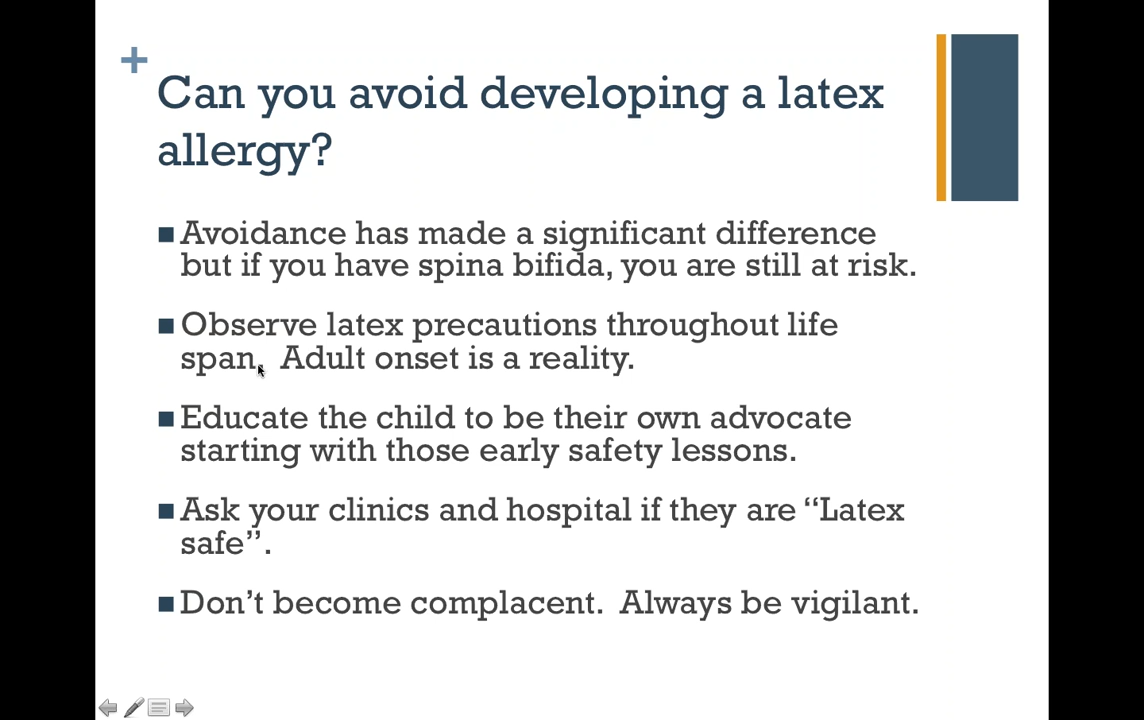 +
Can you avoid developing a latex
allergy?
■ Avoidance has made a significant difference
but if you have spina bifida, you are still at risk.
■ Observe latex precautions throughout life
span. Adult onset is a reality.
■ Educate the child to be their own advocate
starting with those early safety lessons.
■ Ask your clinics and hospital if they are “Latex
safe”.
■ Don’t become complacent. Always be vigilant.